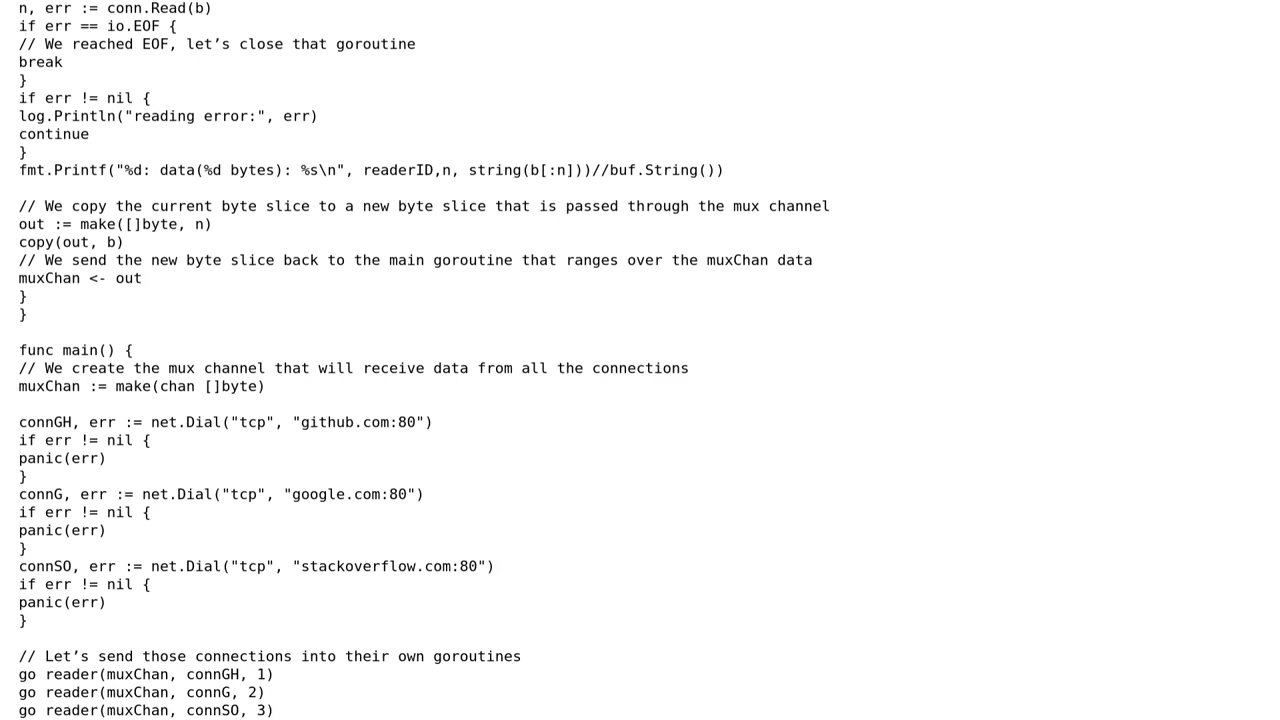 n, err := conn.Read(b)
if err == io.EOF {
// We reached EOF, let’s close that goroutine
break
}
if err != nil {
log.Println("reading error:", err)
continue
}
fmt.Printf("%d: data(%d bytes): %s\n", readerID,n, string(b[:n]))//buf.String())

// We copy the current byte slice to a new byte slice that is passed through the mux channel
out := make([]byte, n)
copy(out, b)
// We send the new byte slice back to the main goroutine that ranges over the muxChan data
muxChan <- out
}
}

func main() {
// We create the mux channel that will receive data from all the connections
muxChan := make(chan []byte)

connGH, err := net.Dial("tcp", "github.com:80")
if err != nil {
panic(err)
}
connG, err := net.Dial("tcp", "google.com:80")
if err != nil {
panic(err)
}
connSO, err := net.Dial("tcp", "stackoverflow.com:80")
if err != nil {
panic(err)
}

// Let’s send those connections into their own goroutines
go reader(muxChan, connGH, 1)
go reader(muxChan, connG, 2)
go reader(muxChan, connSO, 3)